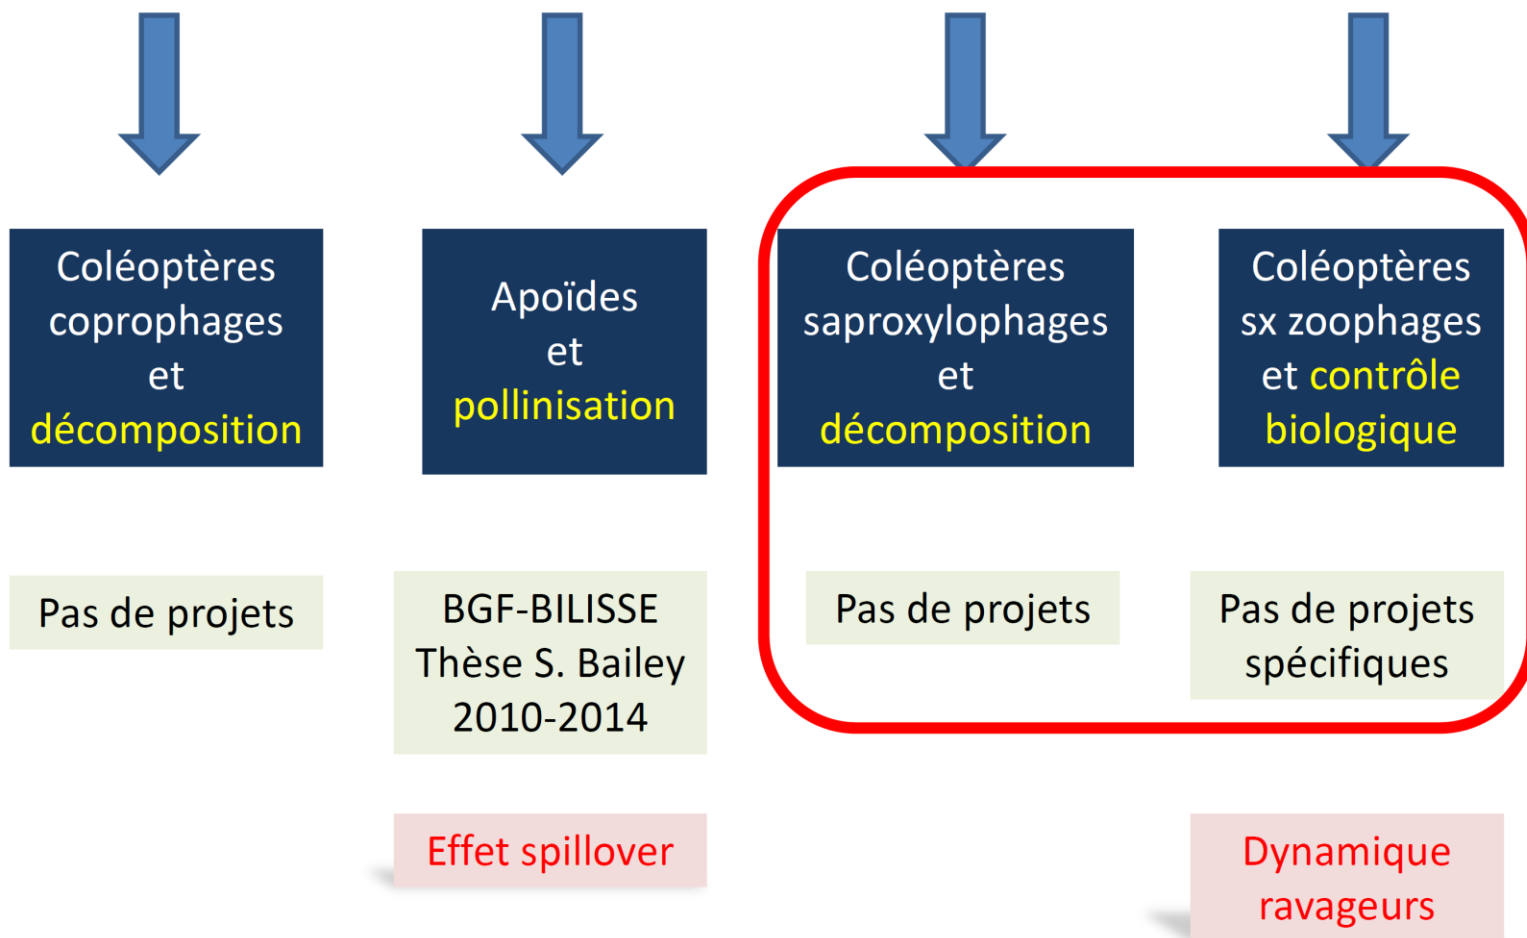 Coléoptères
coprophages
et
décomposition
Apoïdes
et
pollinisation
Coléoptères
saproxylophages
et
décomposition
Coléoptères
sx zoophages
et contrôle
biologique
Pas de projets
BGF-BILISSE
Thèse S. Bailey
2010-2014
Pas de projets
Pas de projets
spécifiques
Effet spillover
Dynamique
ravageurs